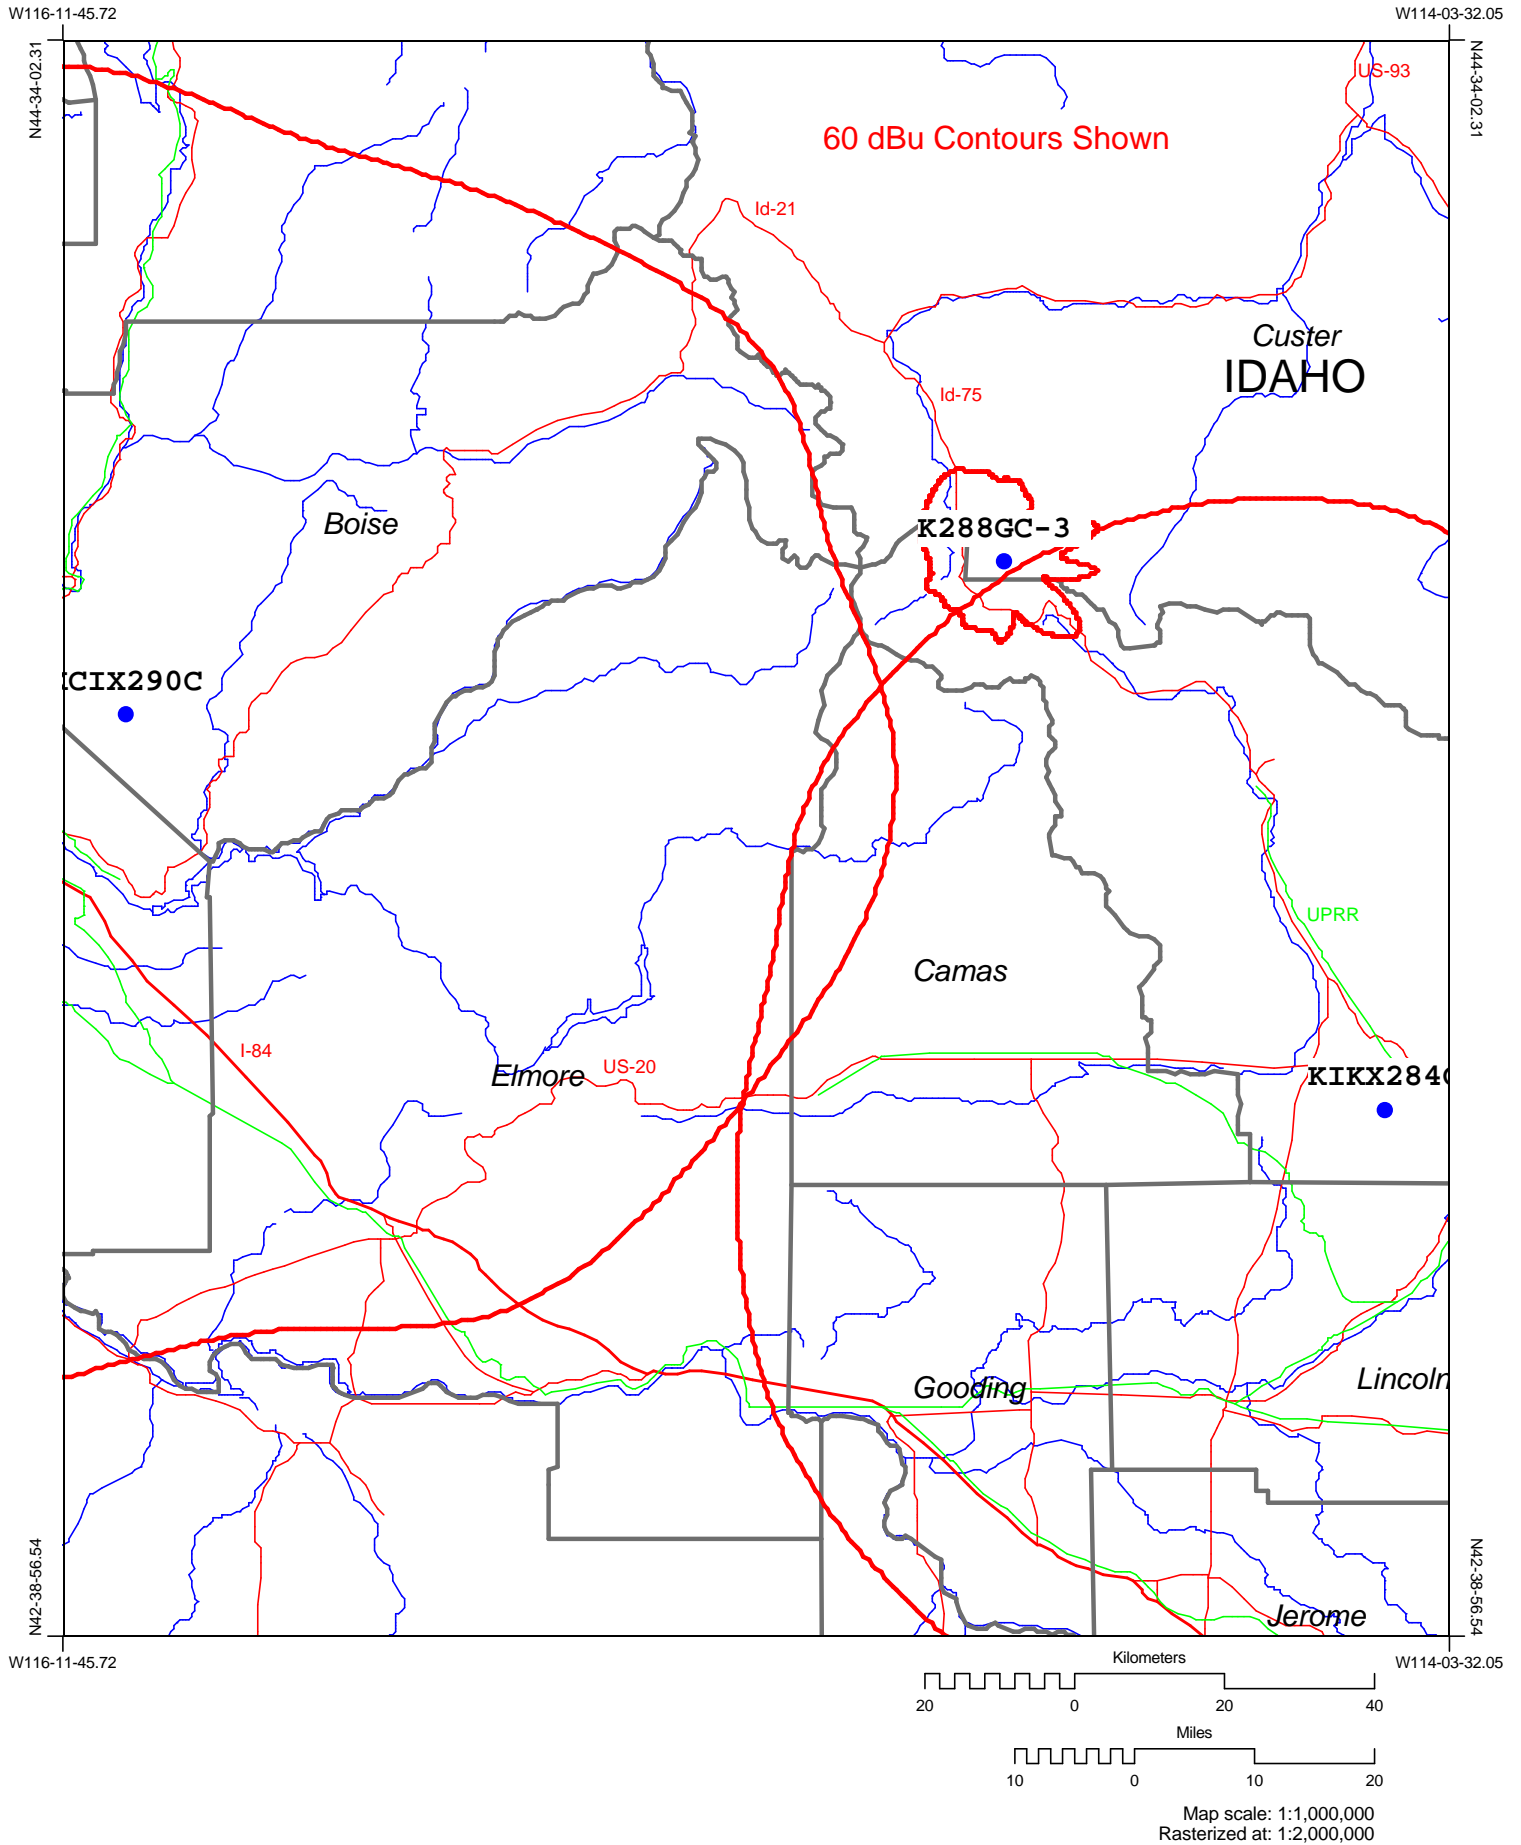 W116-11-45.72
W114-03-32.05
N44-34-02.31
N44-34-02.31
US-93
60 dBu Contours Shown
Id-21
Custer
IDAHO
Id-75
Boise
K288GC-3
KCIX290C
UPRR
Camas
I-84
US-20
Elmore
KIKX284C
Gooding
Lincoln
Jerome
N42-38-56.54
N42-38-56.54
W116-11-45.72
W114-03-32.05
Kilometers
20 0 20 40
Miles
10 0 10 20
Map scale: 1:1,000,000
Rasterized at: 1:2,000,000